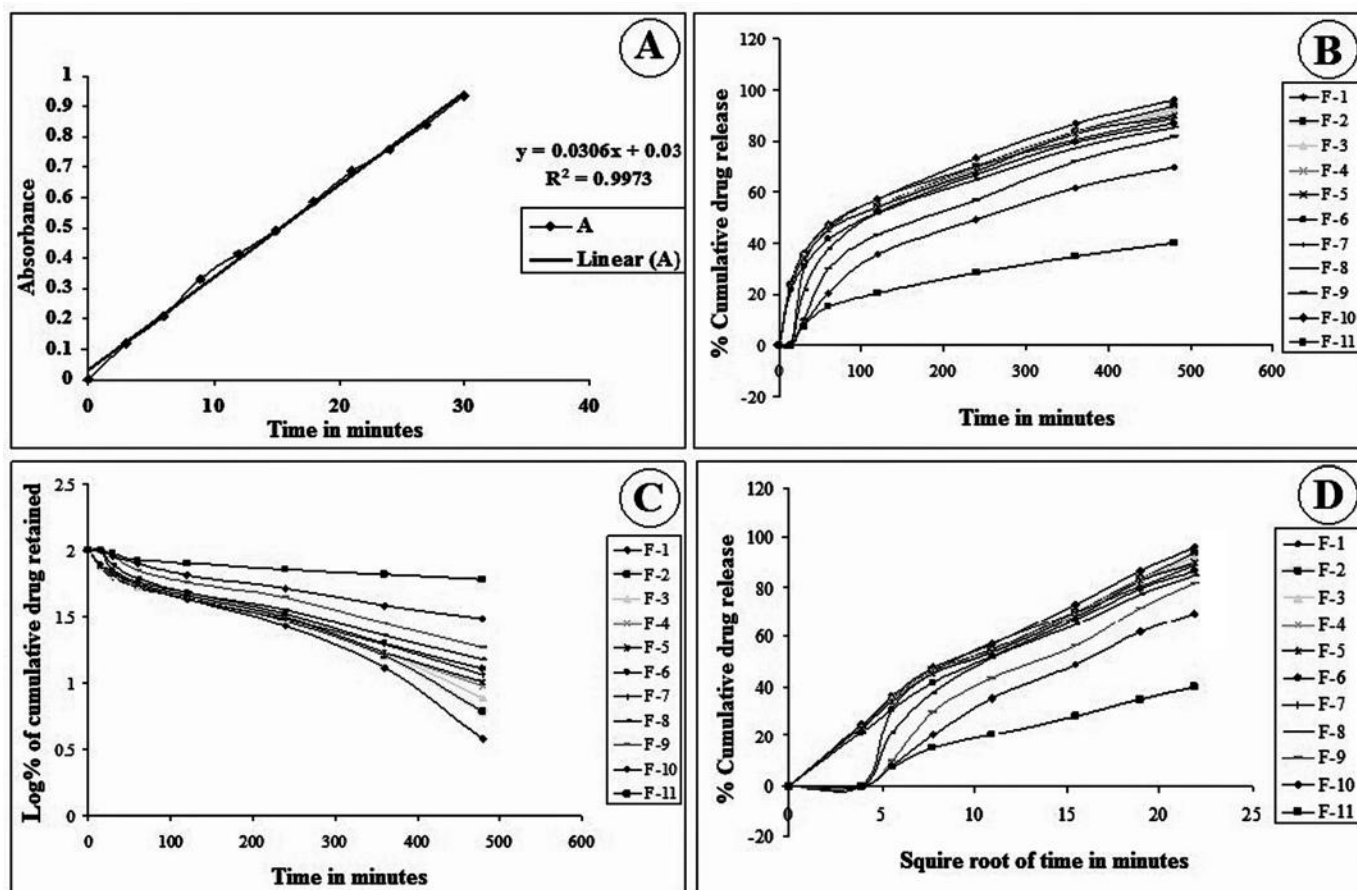 A
1
0.9
0.8
0.7
0.6
0.5
0.4
0.3
0.2
0.1
0
0
10
20
30
40
Absorbance
Time in minutes
y = 0.0306x + 0.03
R² = 0.9973
A
Linear (A)
B
120
100
80
60
40
20
0
-20
0
100
200
300
400
500
600
% Cumulative drug release
Time in minutes
F-1
F-2
F-3
F-4
F-5
F-6
F-7
F-8
F-9
F-10
F-11
C
2.5
2
1.5
1
0.5
0
0
100
200
300
400
500
600
Log% of cumulative drug retained
Time in minutes
F-1
F-2
F-3
F-4
F-5
F-6
F-7
F-8
F-9
F-10
F-11
D
120
100
80
60
40
20
0
-20
0
5
10
15
20
25
% Cumulative drug release
Squire root of time in minutes
F-1
F-2
F-3
F-4
F-5
F-6
F-7
F-8
F-9
F-10
F-11